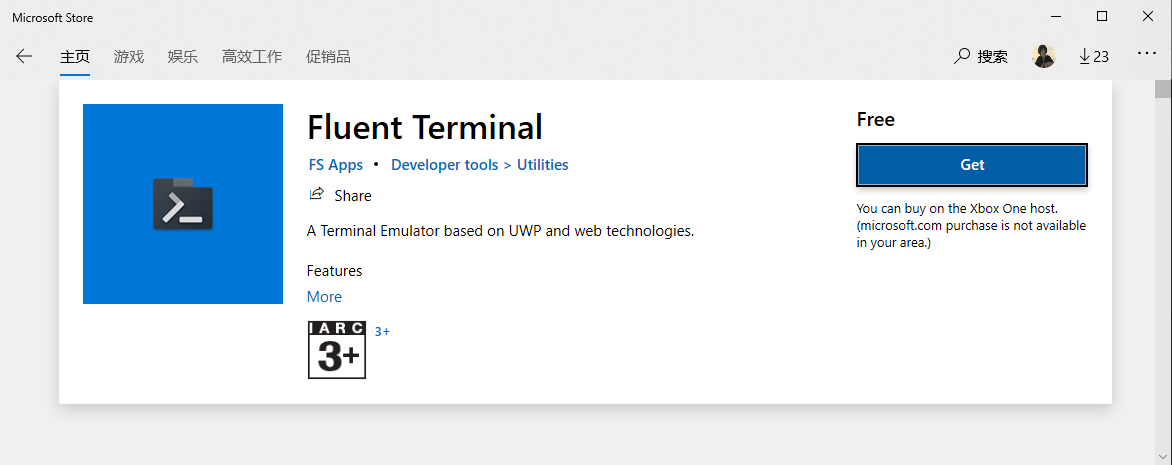 Microsoft Store
主页 游戏 娱乐 高效工作 促销品 搜索 23
Fluent Terminal
FS Apps • Developer tools > Utilities
Share
A Terminal Emulator based on UWP and web technologies.
Features
More
IARC
3+
3+
Free
Get
You can buy on the Xbox One host.
(microsoft.com purchase is not available
in your area.)